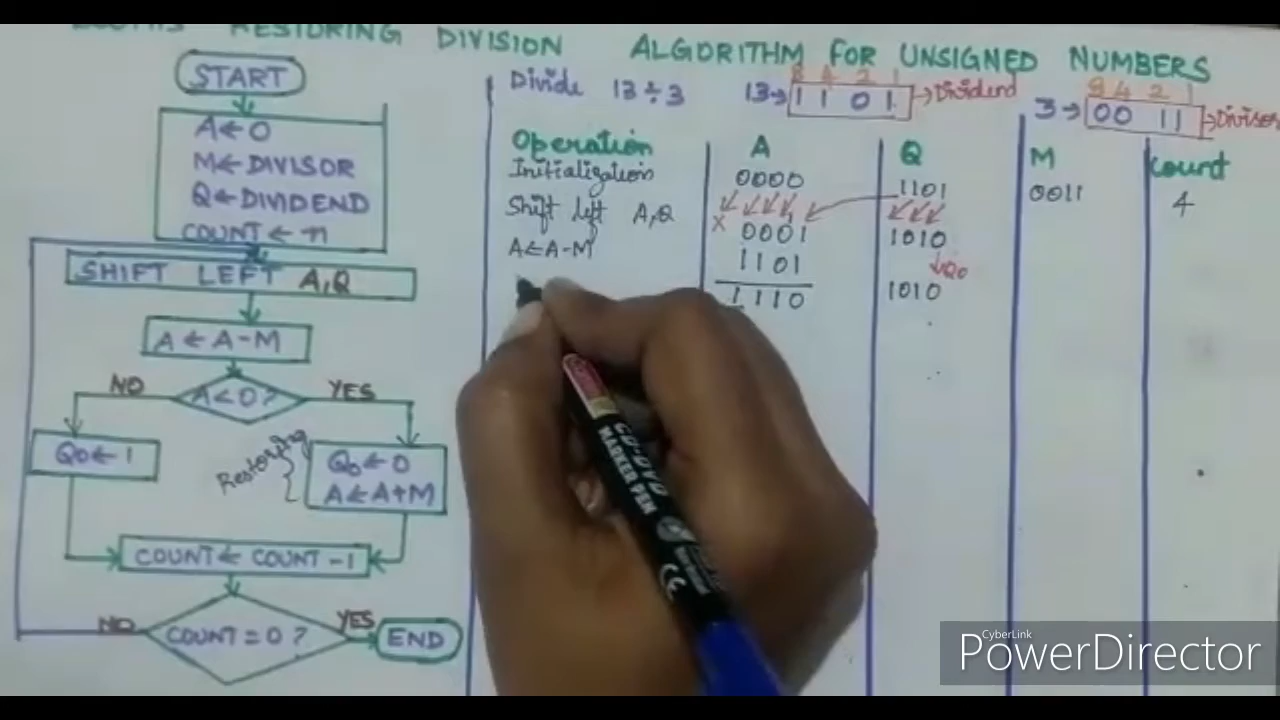 RESTORING DIVISION ALGORITHM FOR UNSIGNED NUMBERS
START
A←0
M←DIVISOR
Q←DIVIDEND
COUNT←n
SHIFT LEFT A,Q
A←A-M
A<0?
NO
YES
Q0←1
Restoring
Q0←0
A←A+M
COUNT←COUNT-1
COUNT=0?
NO
YES
END
Divide 13÷3
8 4 2 1
13→ 1 1 0 1 →Dividend
8 4 2 1
3→ 00 11 →Divisor
Operation A Q M Count
Initialization 0000 1101 0011 4
Shift left A,Q
x 0001 1010
A←A-M
1101 Q0
1110 1010
CD-DVD
MARKER PEN
CE
CyberLink
PowerDirector